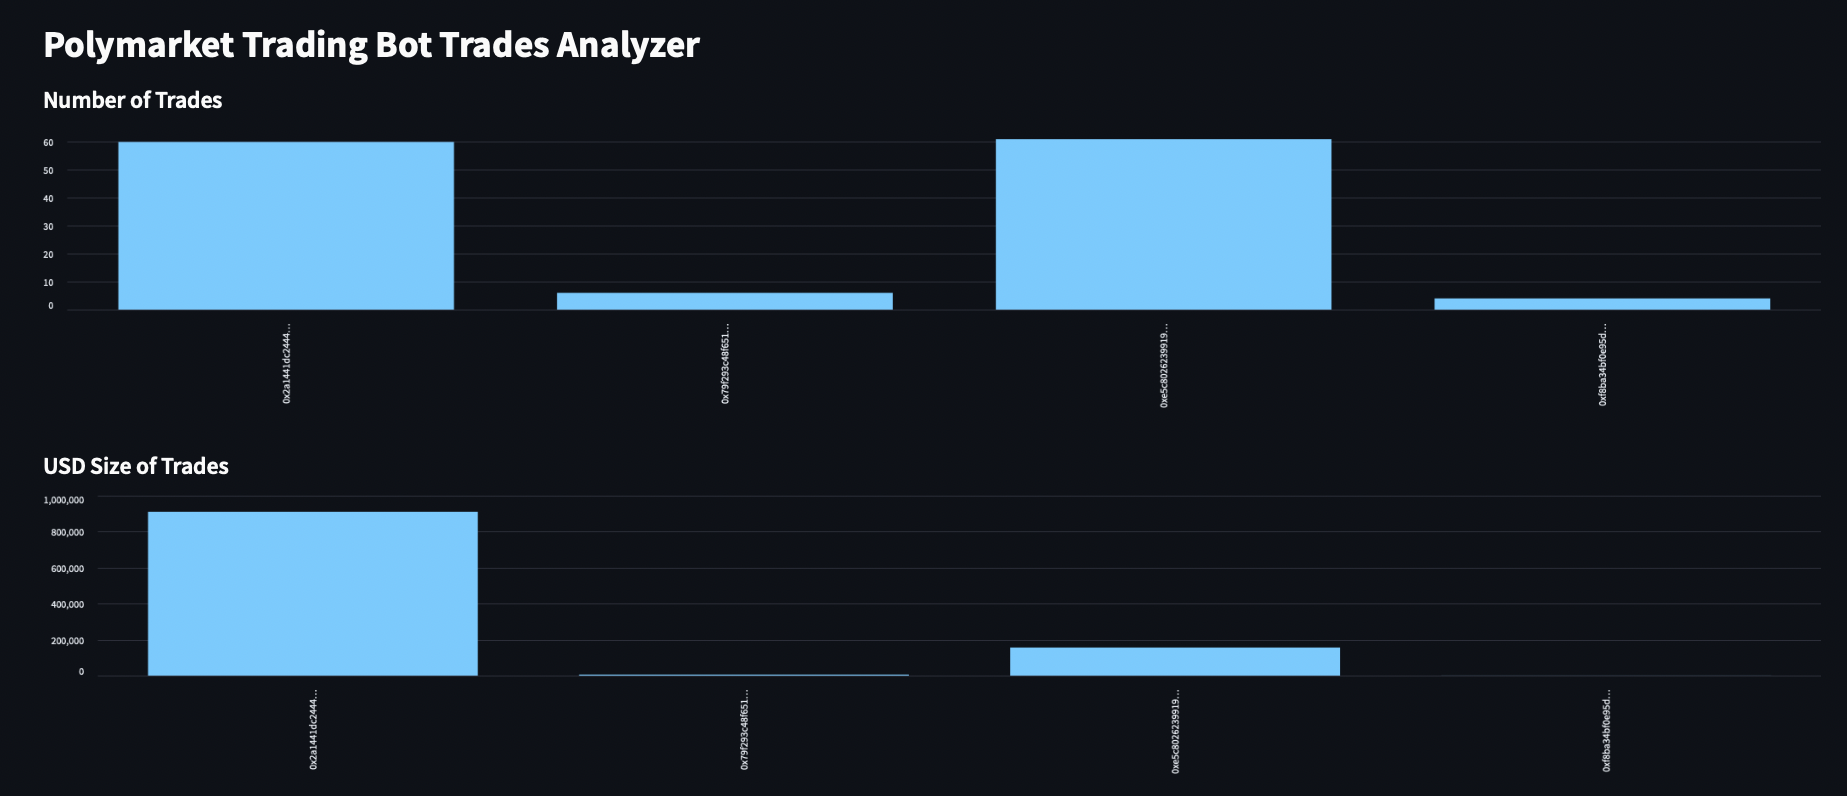 Polymarket Trading Bot Trades Analyzer
Number of Trades
60
50
40
30
20
10
0
0x2a1441dc2444...
0x79f293c48f651...
0xe5c8026239919...
0xf8ba34bf0e95d...
USD Size of Trades
1,000,000
800,000
600,000
400,000
200,000
0
0x2a1441dc2444...
0x79f293c48f651...
0xe5c8026239919...
0xf8ba34bf0e95d...